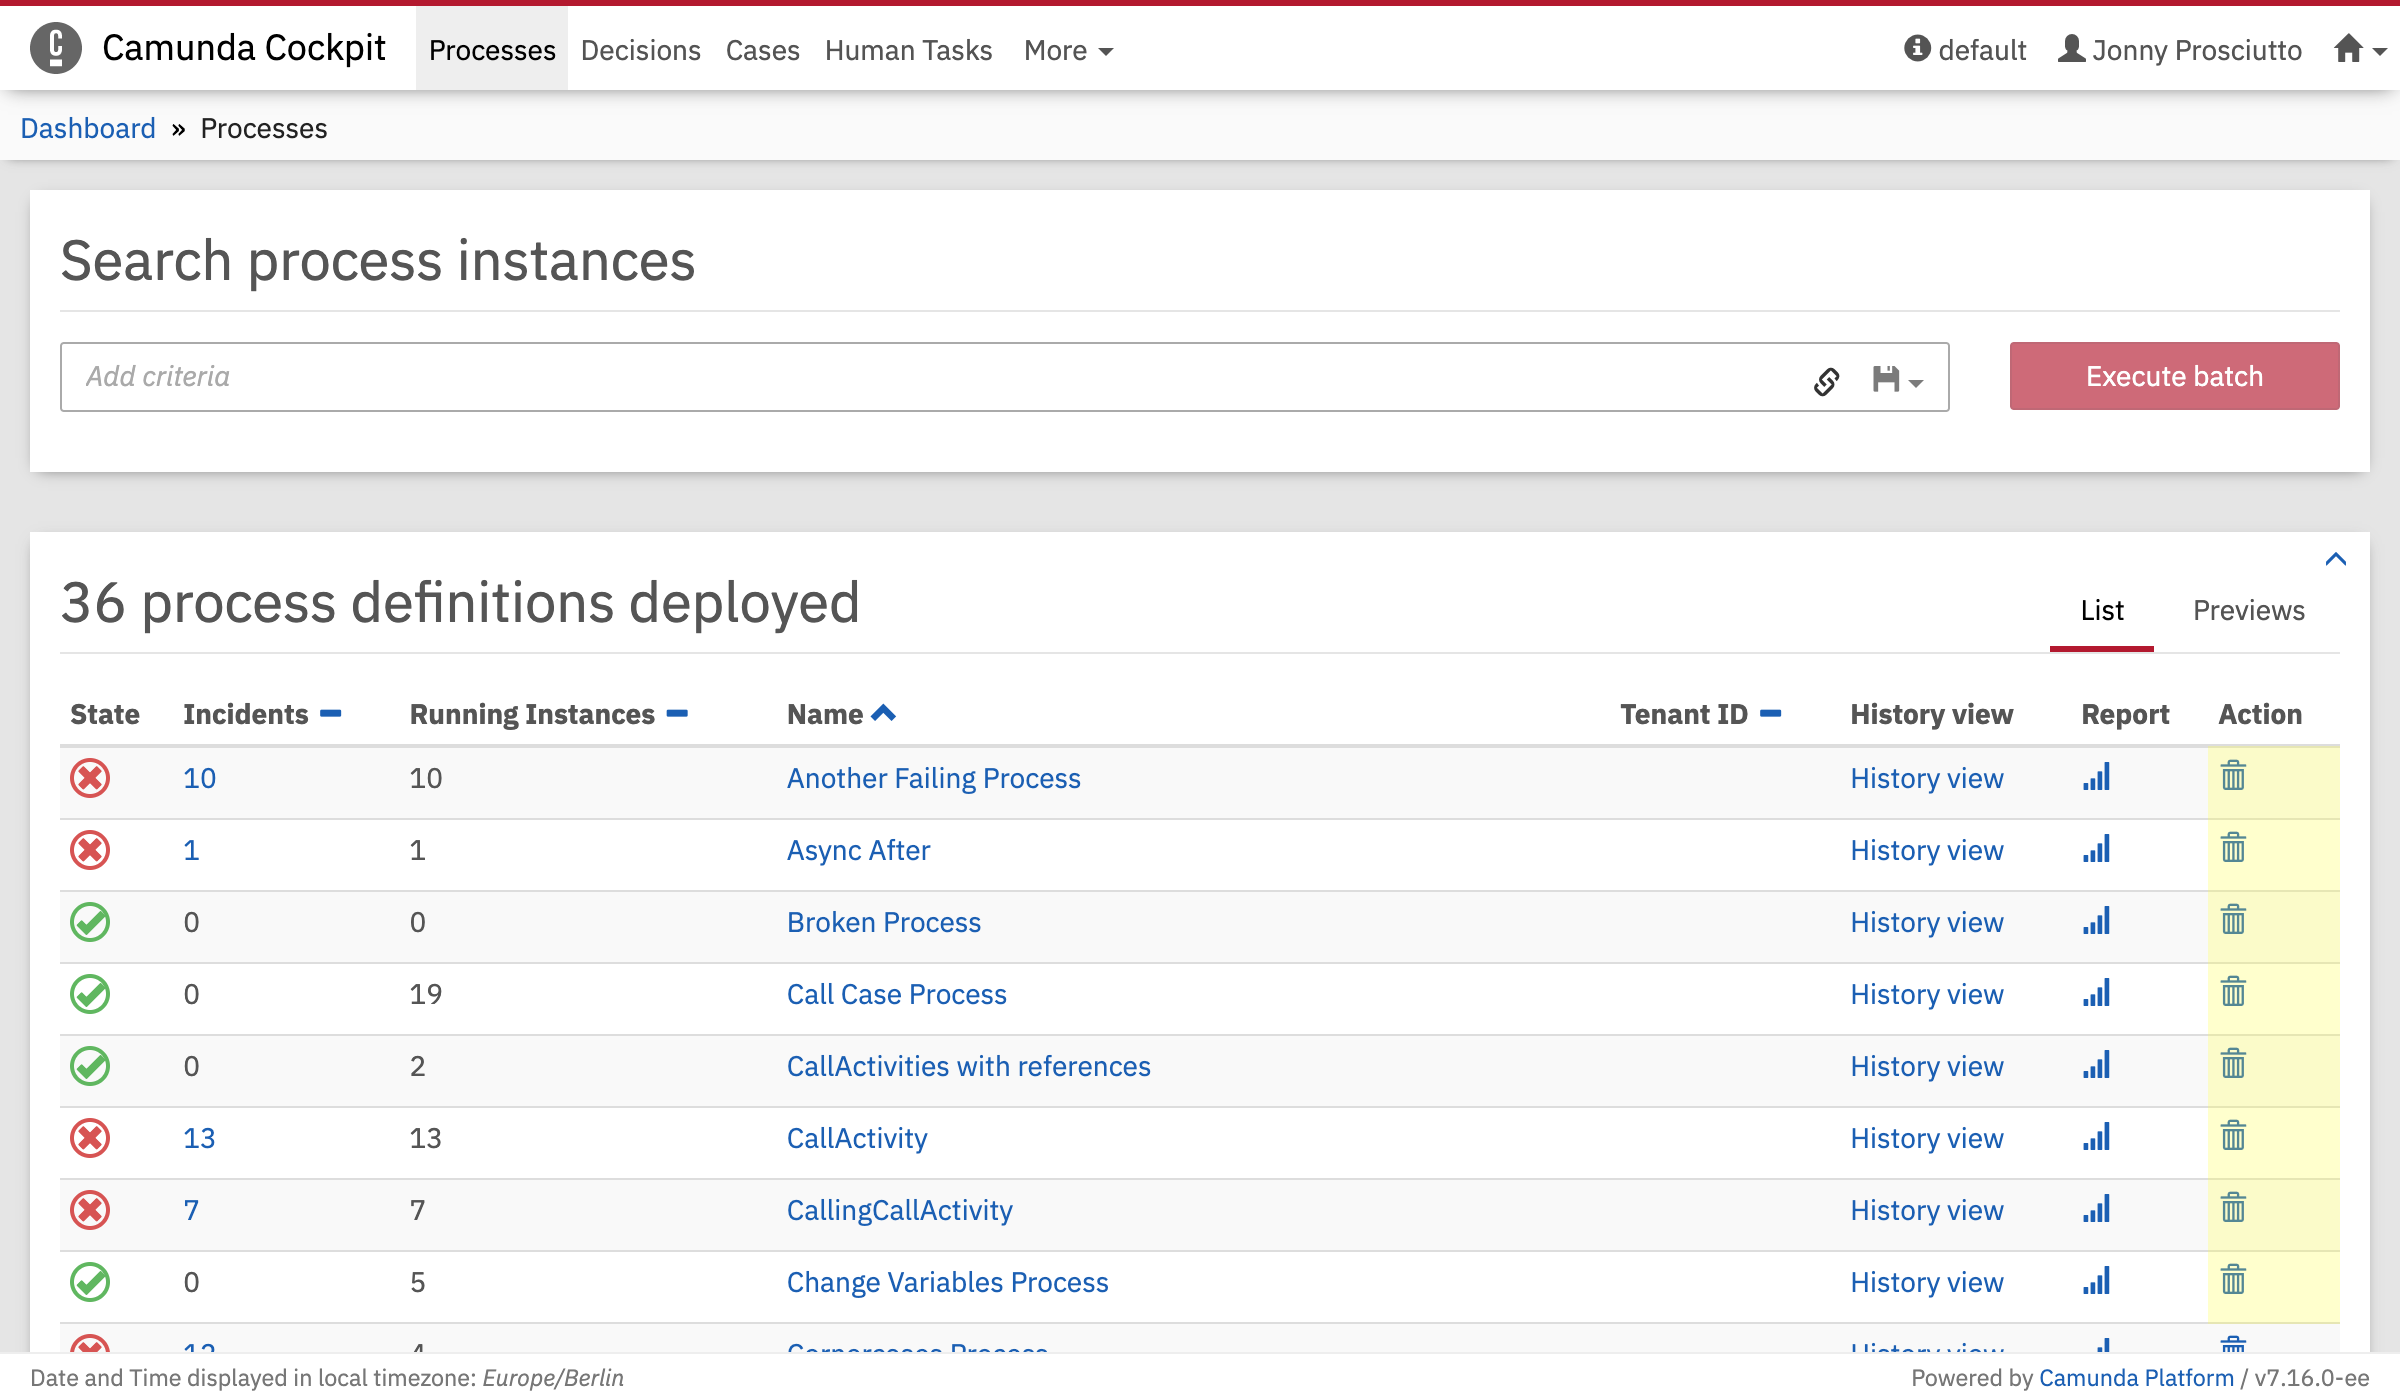 Camunda Cockpit Processes Decisions Cases Human Tasks More default Jonny Prosciutto
Dashboard » Processes
Search process instances
Add criteria Execute batch
36 process definitions deployed
List Previews
State Incidents Running Instances Name Tenant ID History view Report Action
10 10 Another Failing Process History view
1 1 Async After History view
0 0 Broken Process History view
0 19 Call Case Process History view
0 2 CallActivities with references History view
13 13 CallActivity History view
7 7 CallingCallActivity History view
0 5 Change Variables Process History view
Process History view
Date and Time displayed in local timezone: Europe/Berlin Powered by Camunda Platform / v7.16.0-ee